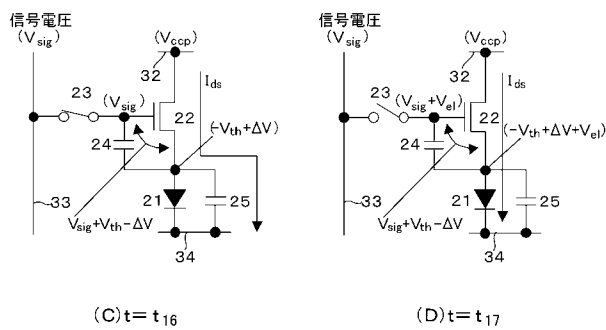 信号電圧
(Vsig)
(Vccp)
32
Ids
23
(Vsig)
22
(-Vth+ΔV)
24
21
25
33
Vsig+Vth-ΔV
34
(C) t= t16
信号電圧
(Vsig)
(Vccp)
32
Ids
23
(Vsig+Vel)
22
(-Vth+ΔV+Vel)
24
21
25
33
Vsig+Vth-ΔV
34
(D) t= t17